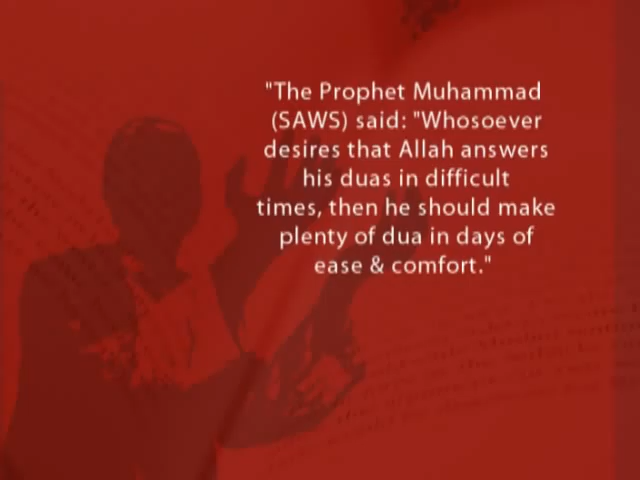 "The Prophet Muhammad
(SAWS) said: "Whosoever
desires that Allah answers
his duas in difficult
times, then he should make
plenty of dua in days of
ease & comfort."